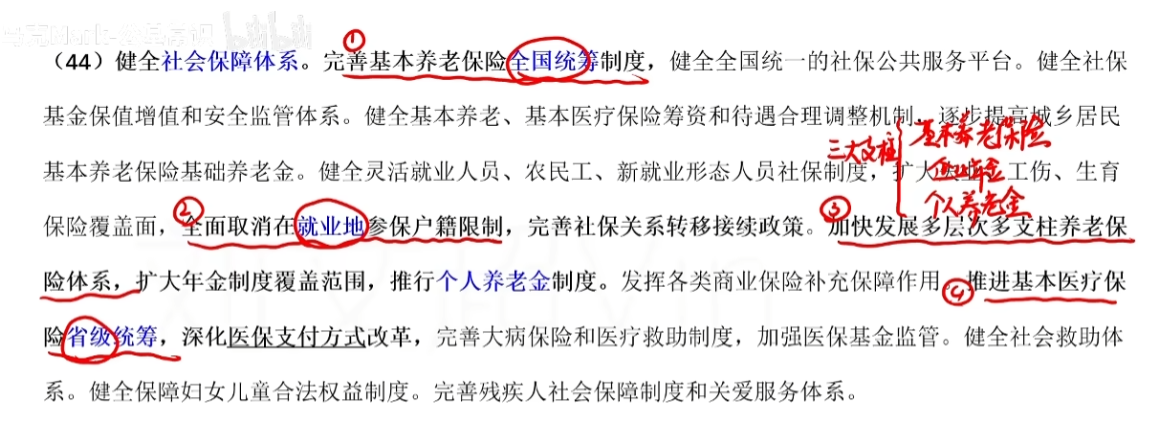 ①
（44）健全社会保障体系。完善基本养老保险全国统筹制度，健全全国统一的社保公共服务平台。健全社保
基金保值增值和安全监管体系。健全基本养老、基本医疗保险筹资和待遇合理调整机制，逐步提高城乡居民
三大支柱
基本养老保险
企业年金
个人养老金
基本养老保险基础养老金。健全灵活就业人员、农民工、新就业形态人员社保制度，扩大失业、工伤、生育
保险覆盖面，②全面取消在就业地参保户籍限制，完善社保关系转移接续政策。③加快发展多层次多支柱养老保
险体系，扩大年金制度覆盖范围，推行个人养老金制度。发挥各类商业保险补充保障作用。④推进基本医疗保
险省级统筹，深化医保支付方式改革，完善大病保险和医疗救助制度，加强医保基金监管。健全社会救助体
系。健全保障妇女儿童合法权益制度。完善残疾人社会保障制度和关爱服务体系。